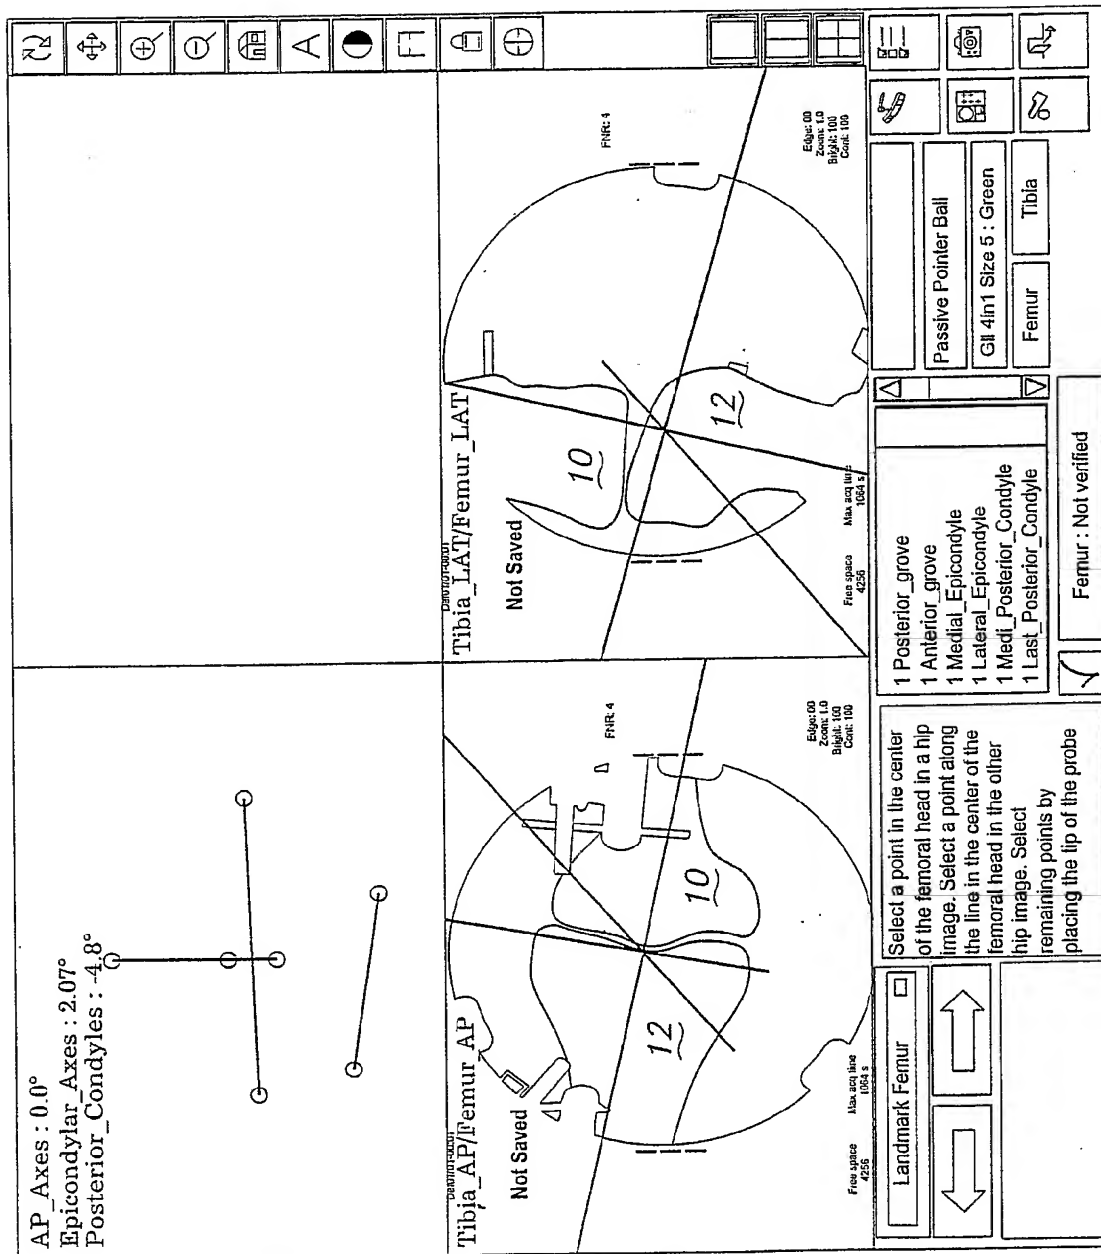 AP_Axes : 0.0°
Epicondylar_Axes : 2.07°
Posterior_Condyles : -4.8°
A
Tibia_AP/Femur_AP
Not Saved
FNR: 4
12
10
Free space
4256
Max acq time
1064 s
Edge: 00
Zoom: 1.0
Bright: 100
Cont: 100
Tibia_LAT/Femur_LAT
Not Saved
FNR: 4
10
12
Free space
4256
Max acq time
1064 s
Edge: 00
Zoom: 1.0
Bright: 100
Cont: 100
Landmark Femur
Select a point in the center
of the femoral head in a hip
image. Select a point along
the line in the center of the
femoral head in the other
hip image. Select
remaining points by
placing the tip of the probe
1 Posterior_grove
1 Anterior_grove
1 Medial_Epicondyle
1 Lateral_Epicondyle
1 Medi_Posterior_Condyle
1 Last_Posterior_Condyle
Femur : Not verified
Passive Pointer Ball
GII 4in1 Size 5 : Green
Femur
Tibia